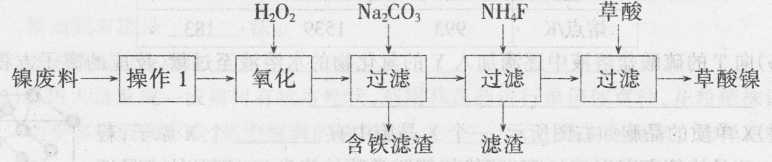 H₂O₂ Na₂CO₃ NH₄F 草酸
镍废料 操作1 氧化 过滤 过滤 过滤 草酸镍
含铁滤渣 滤渣